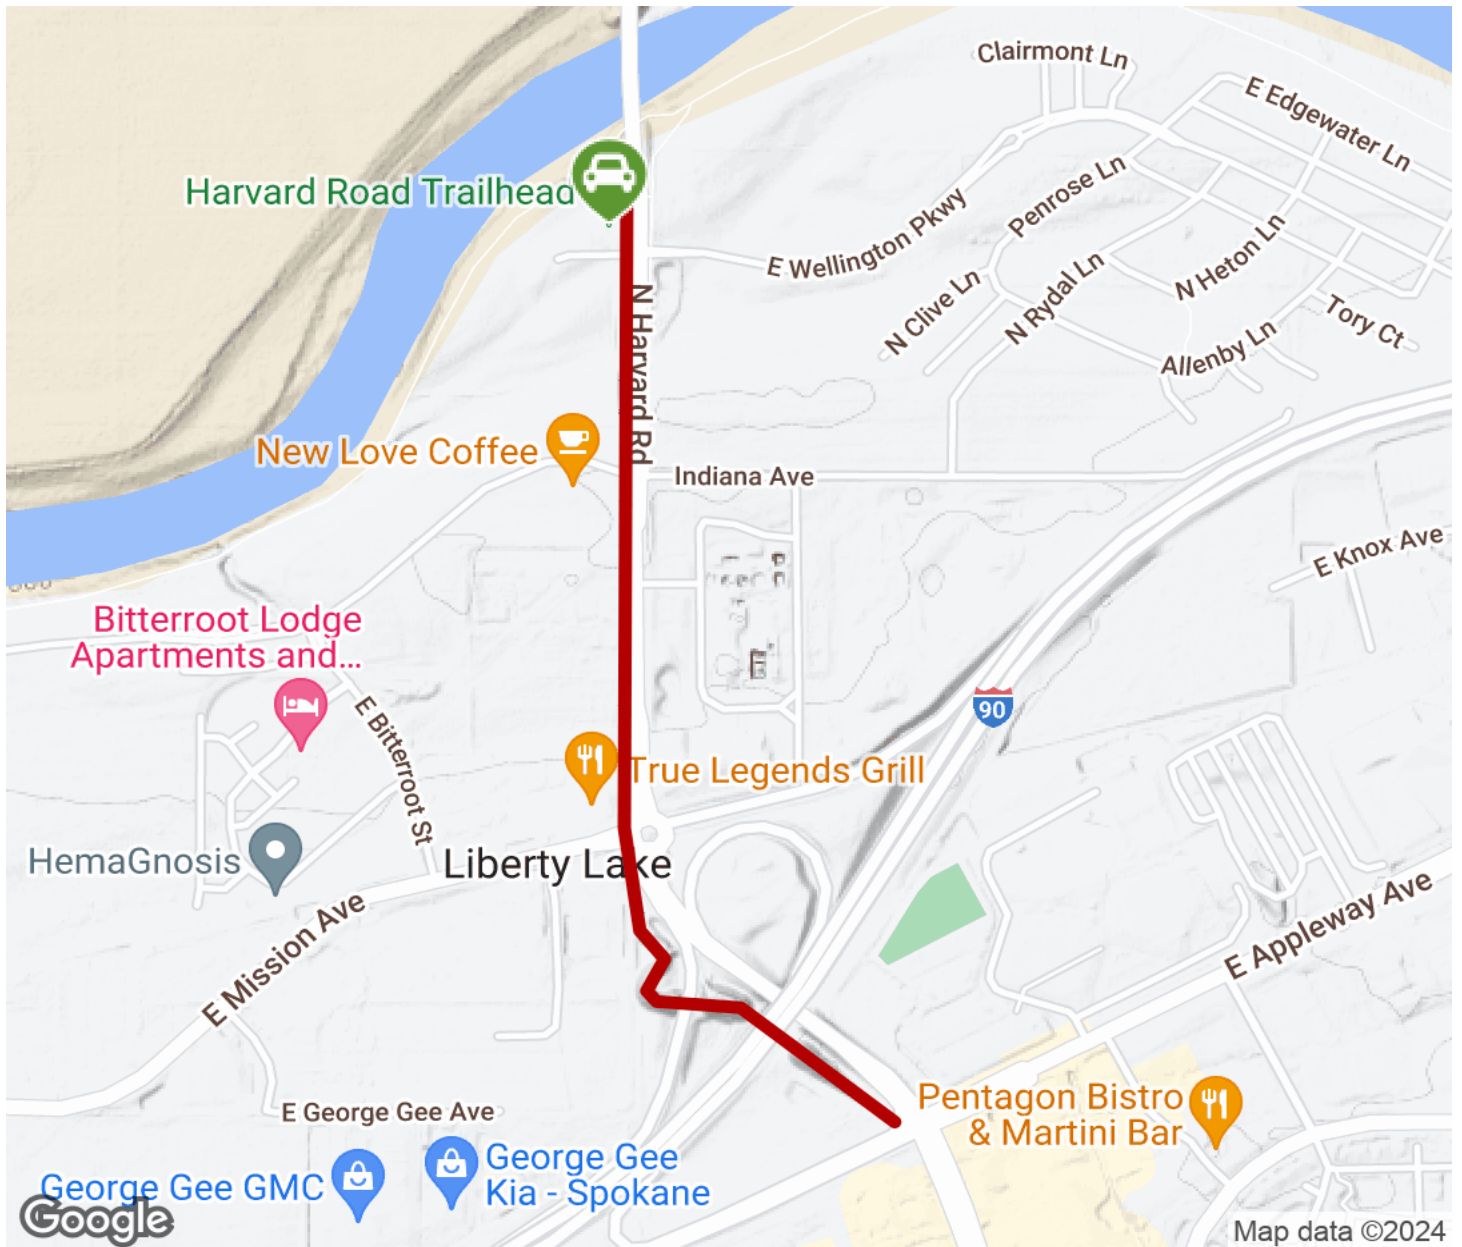 Clairmont Ln
E Edgewater Ln
Harvard Road Trailhead
Penrose Ln
E Wellington Pkwy
N Heton Ln
N Clive Ln
N Rydal Ln
Tory Ct
Allenby Ln
N Harvard Rd
New Love Coffee
Indiana Ave
E Knox Ave
Bitterroot Lodge
Apartments and...
90
E Bitterroot St
True Legends Grill
HemaGnosis
Liberty Lake
E Mission Ave
E Appleway Ave
E George Gee Ave
Pentagon Bistro
& Martini Bar
George Gee GMC
George Gee
Kia - Spokane
Google
Map data ©2024